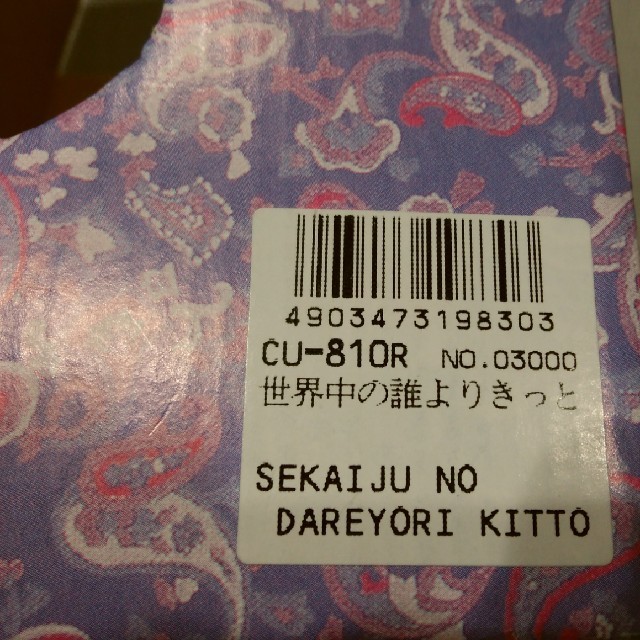 4903473198303
CU-810R NO.03000
世界中の誰よりきっと
SEKAIJU NO
DAREYORI KITTO